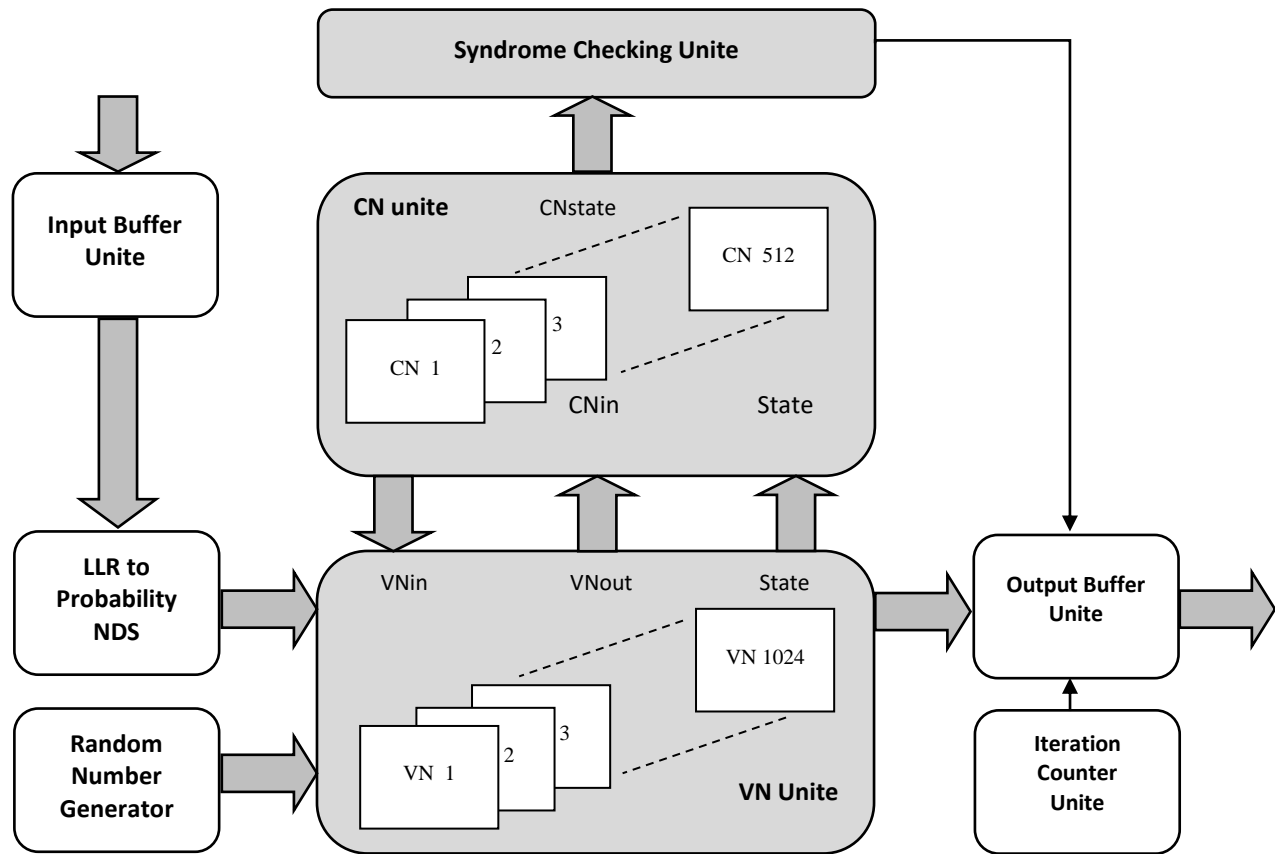 Syndrome Checking Unite
Input Buffer
Unite
CN unite
CNstate
CN 512
3
2
CN 1
CNin
State
LLR to
Probability
NDS
VNin
VNout
State
VN 1024
3
2
VN 1
VN Unite
Random
Number
Generator
Output Buffer
Unite
Iteration
Counter
Unite